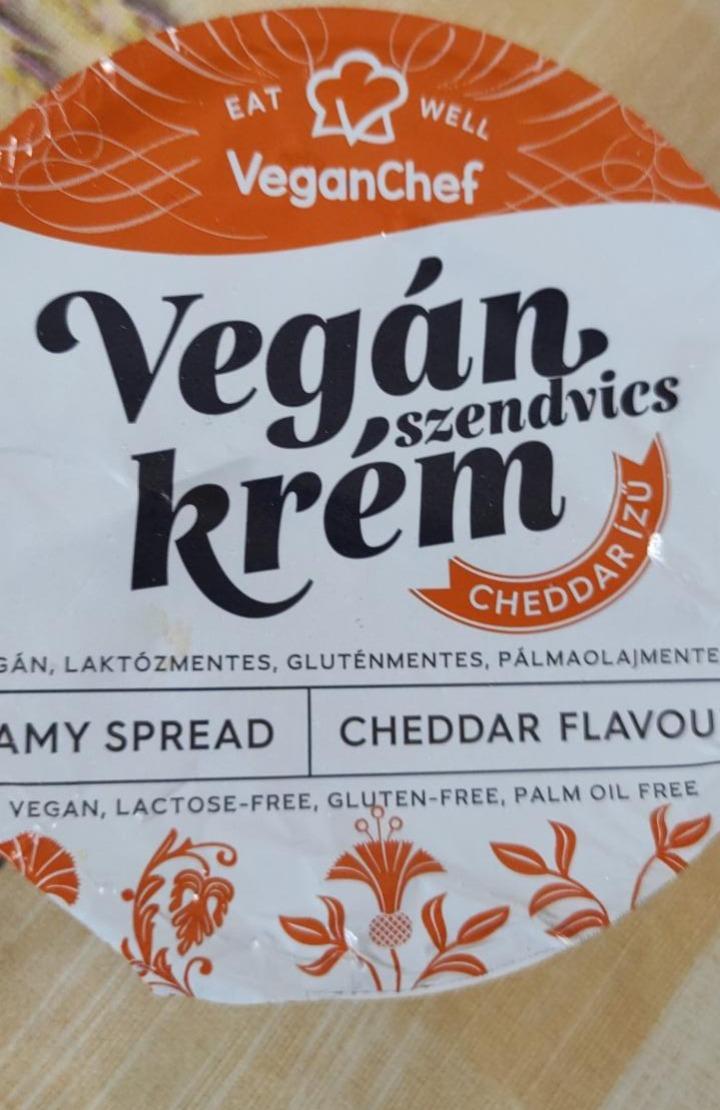 EAT WELL
VeganChef
Vegán
szendvics
krém
CHEDDAR ÍZŰ
GÁN, LAKTÓZMENTES, GLUTÉNMENTES, PÁLMAOLAJMENTE
AMY SPREAD
CHEDDAR FLAVOU
VEGAN, LACTOSE-FREE, GLUTEN-FREE, PALM OIL FREE